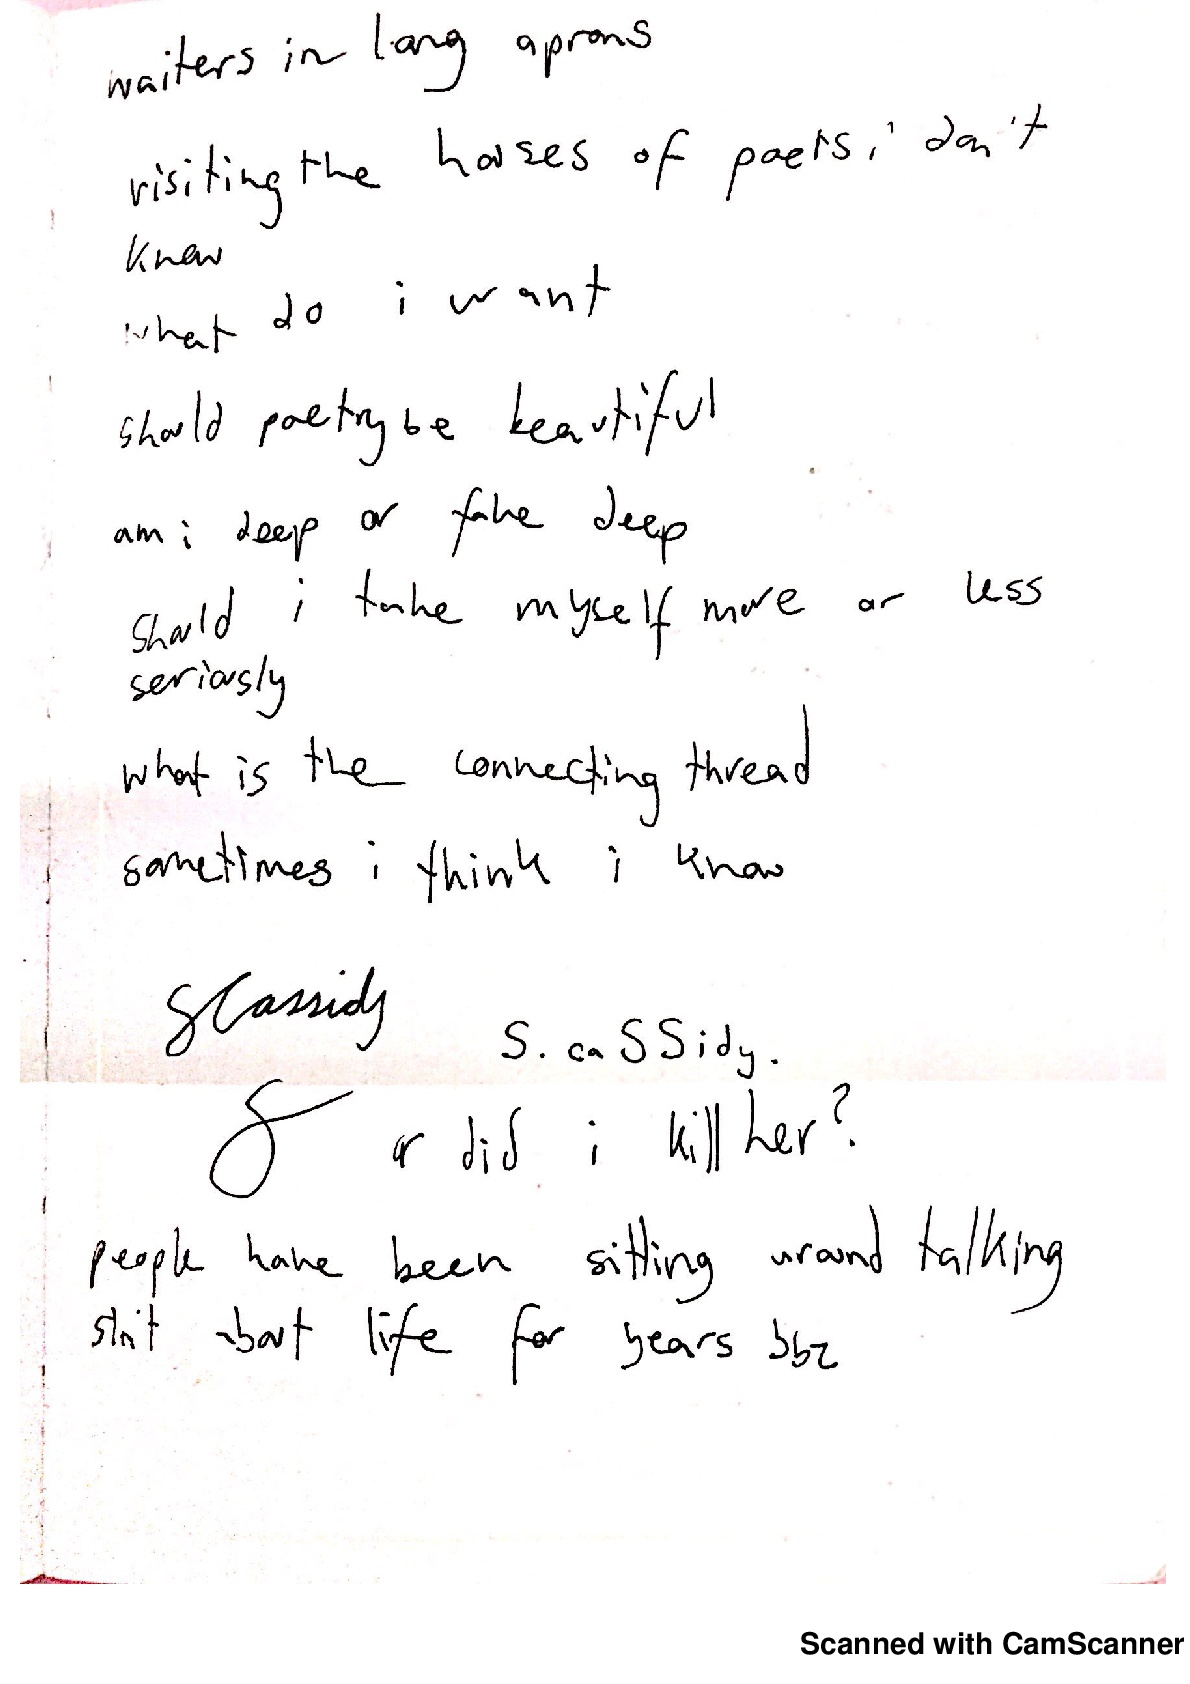 waiters in long aprons
visiting the houses of poets, i don't
know
what do i want
should poetry be beautiful
am i deep or fake deep
should i take myself more or less
seriously
what is the connecting thread
sometimes i think i know
SCassidy
S. caSSidy.
S or did i kill her?
people have been sitting around talking
shit about life for years bbz
Scanned with CamScanner